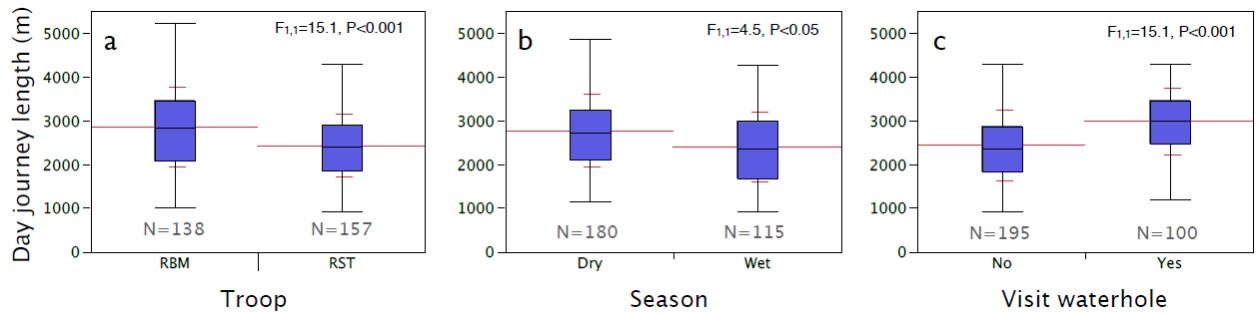 Day journey length (m)
5000
4000
3000
2000
1000
0
a
F1,1=15.1, P<0.001
N=138
N=157
RBM
RST
Troop
5000
4000
3000
2000
1000
0
b
F1,1=4.5, P<0.05
N=180
N=115
Dry
Wet
Season
5000
4000
3000
2000
1000
0
c
F1,1=15.1, P<0.001
N=195
N=100
No
Yes
Visit waterhole